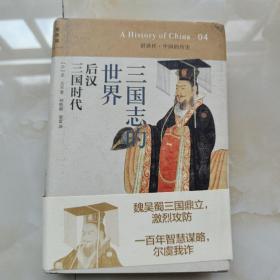 A History of China 04
讲谈社·中国的历史
三国志的
世界
后汉
三国时代
魏吴蜀三国鼎立，
激烈攻防
一百年智慧谋略，
尔虞我诈